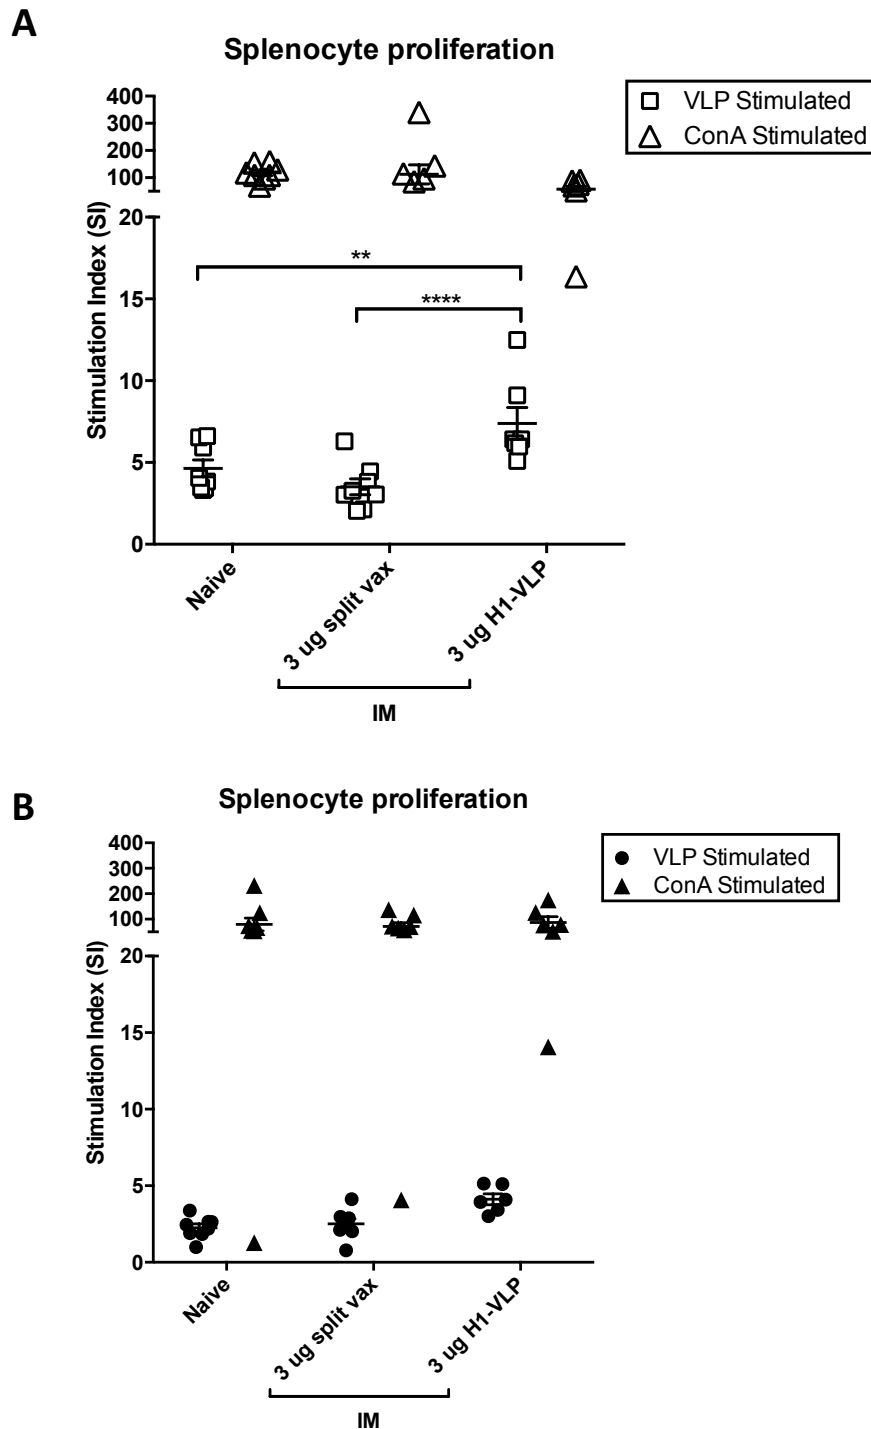 A
Splenocyte proliferation
VLP Stimulated
ConA Stimulated
Stimulation Index (SI)
400
300
200
100
20
15
10
5
0
**
****
Naive
3 ug split vax
3 ug H1-VLP
IM
B
Splenocyte proliferation
VLP Stimulated
ConA Stimulated
Stimulation Index (SI)
400
300
200
100
20
15
10
5
0
Naive
3 ug split vax
3 ug H1-VLP
IM